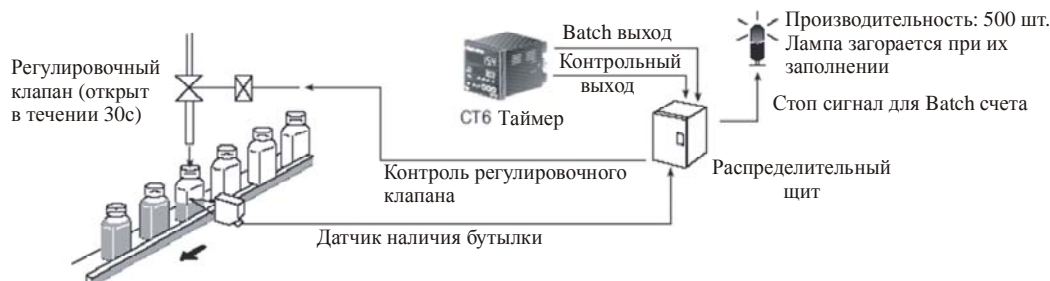 Регулировочный
клапан (открыт
в течении 30с)
Batch выход
Контрольный
выход
СТ6 Таймер
Производительность: 500 шт.
Лампа загорается при их
заполнении
Стоп сигнал для Batch счета
Распределительный
щит
Контроль регулировочного
клапана
Датчик наличия бутылки